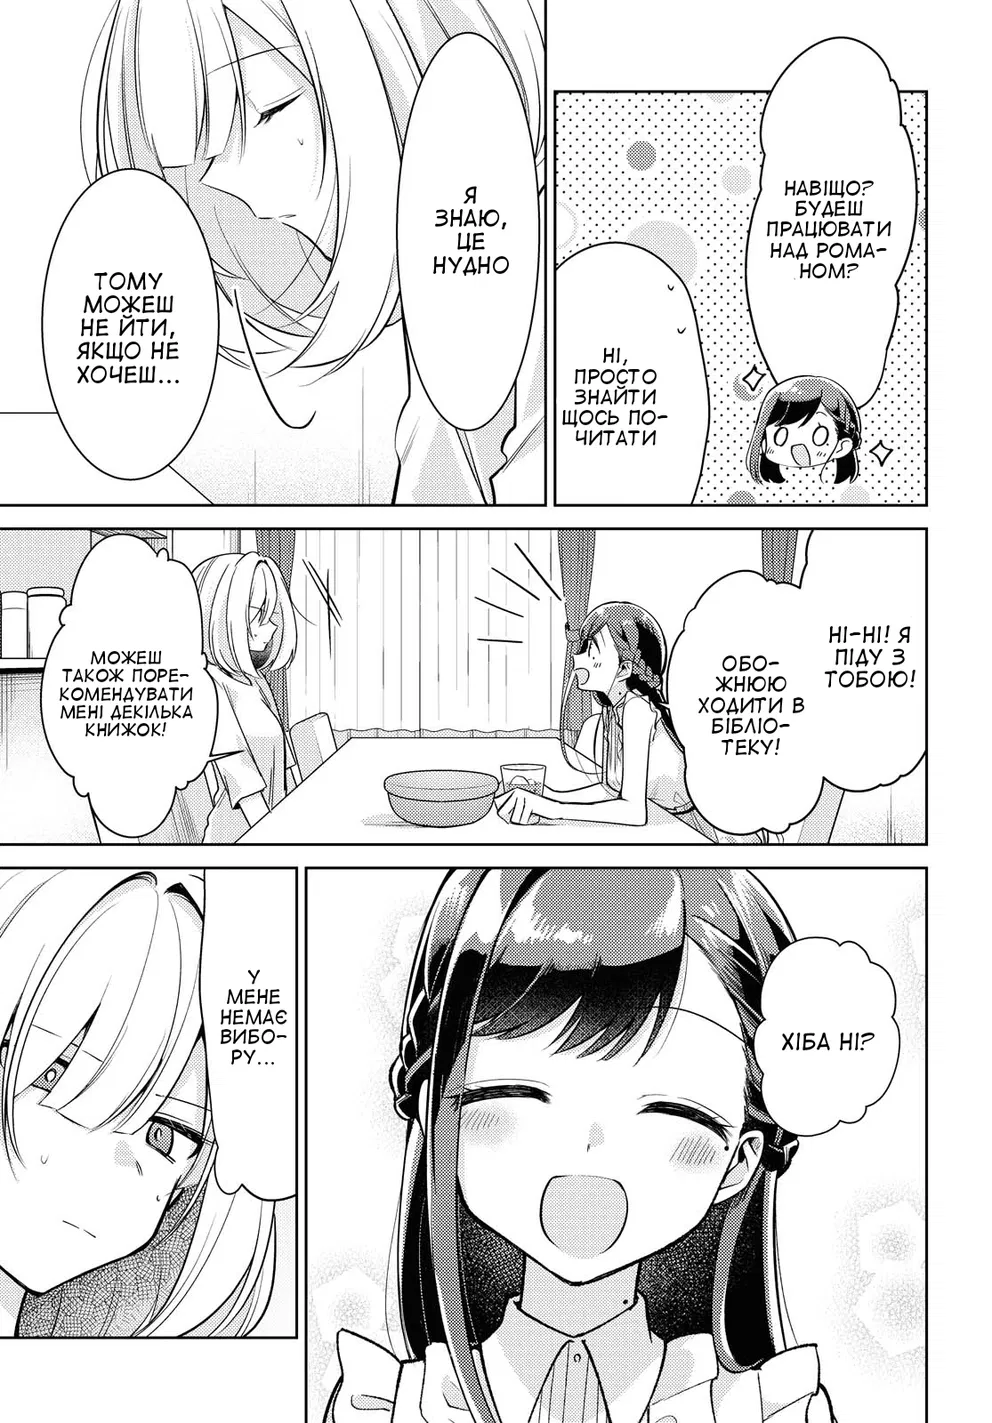 НАВІЩО?
БУДЕШ
ПРАЦЮВАТИ
НАД РОМА-
НОМ?
НІ,
ПРОСТО
ЗНАЙТИ
ЩОСЬ ПО-
ЧИТАТИ
Я
ЗНАЮ,
ЦЕ
НУДНО
ТОМУ
МОЖЕШ
НЕ ЙТИ,
ЯКЩО НЕ
ХОЧЕШ...
НІ-НІ! Я
ПІДУ З
ТОБОЮ!
ОБО-
ЖНЮЮ
ХОДИТИ В
БІБЛІО-
ТЕКУ!
МОЖЕШ
ТАКОЖ ПОРЕ-
КОМЕНДУВАТИ
МЕНІ ДЕКІЛЬКА
КНИЖОК!
ХІБА НІ?
У
МЕНЕ
НЕМАЄ
ВИБО-
РУ...